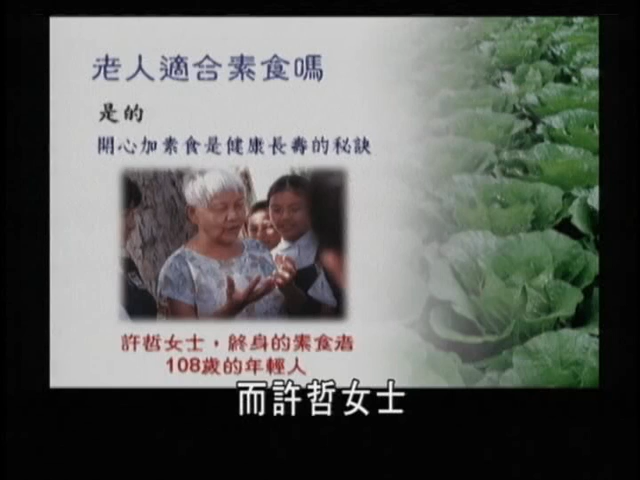 老人適合素食嗎
是的
開心加素食是健康長壽的秘訣
許哲女士，終身的素食者
108歲的年輕人
而許哲女士